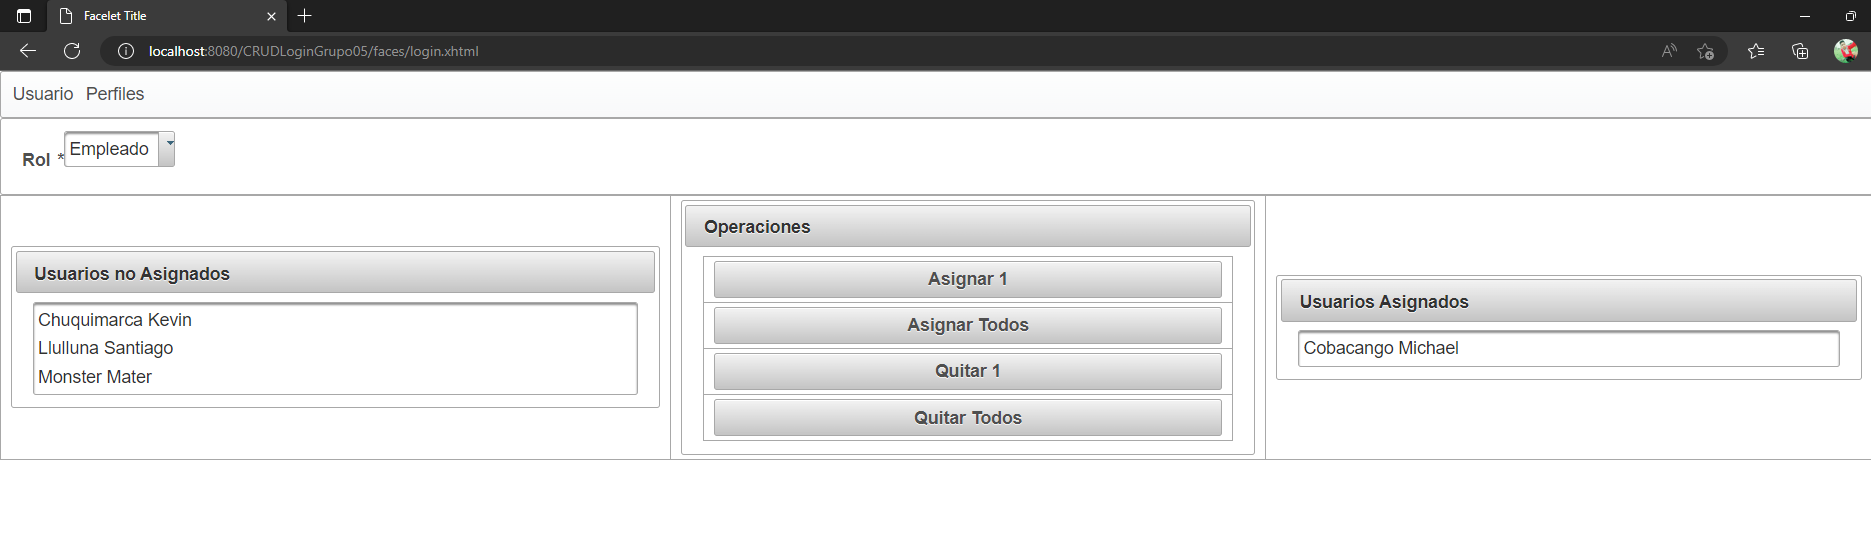 Facelet Title
localhost:8080/CRUDLoginGrupo05/faces/login.xhtml
Usuario Perfiles
Rol * Empleado
Usuarios no Asignados
Chuquimarca Kevin
Llulluna Santiago
Monster Mater
Operaciones
Asignar 1
Asignar Todos
Quitar 1
Quitar Todos
Usuarios Asignados
Cobacango Michael